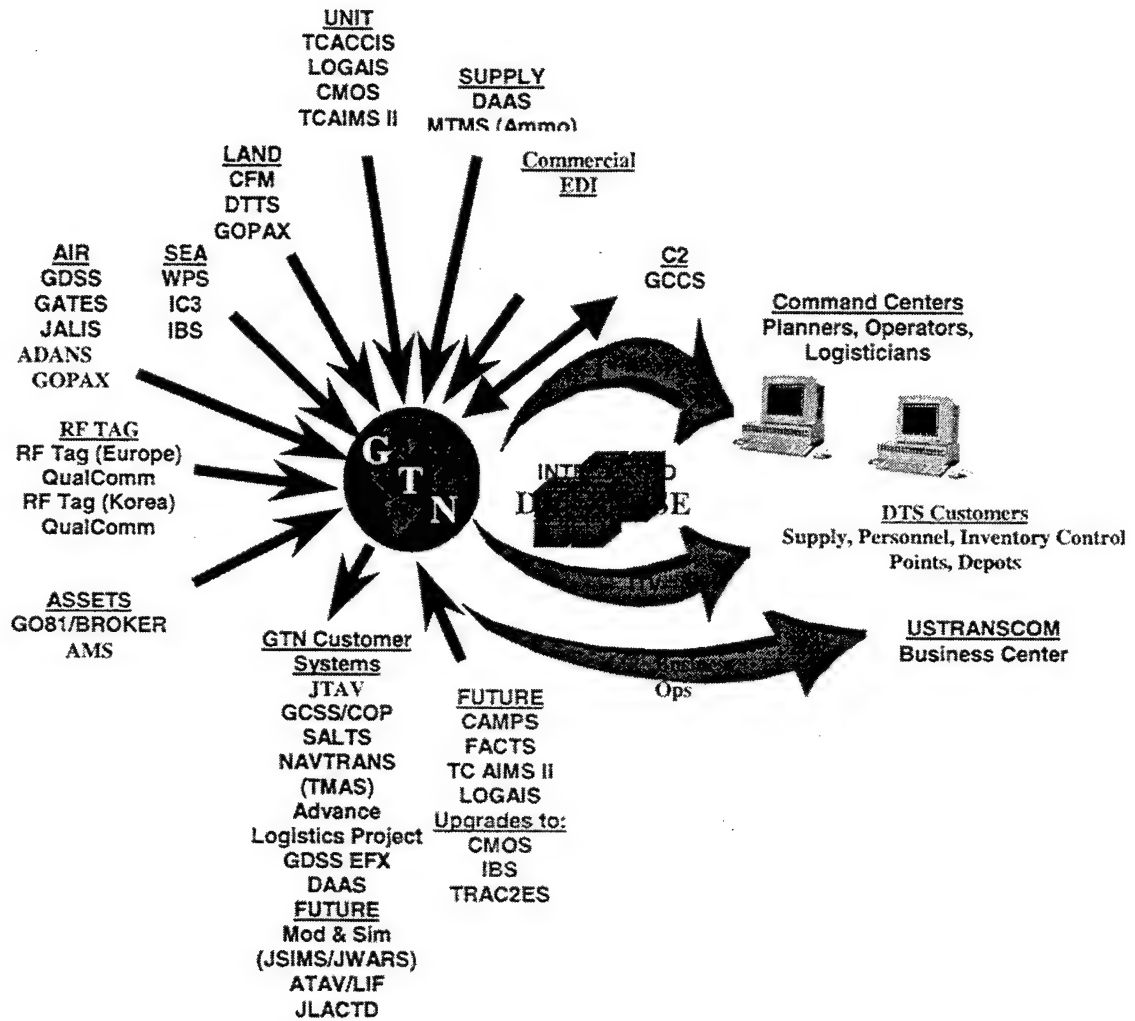 UNIT
TCACCIS
LOGAIS
CMOS
TCAIMS II
SUPPLY
DAAS
MTMS (Ammo)
Commercial
EDI
LAND
CFM
DTTS
GOPAX
AIR
GDSS
GATES
JALIS
ADANS
GOPAX
SEA
WPS
IC3
IBS
C2
GCCS
Command Centers
Planners, Operators,
Logisticians
RF TAG
RF Tag (Europe)
QualComm
RF Tag (Korea)
QualComm
G
T
N
DTS Customers
Supply, Personnel, Inventory Control
Points, Depots
ITV
ASSETS
GO81/BROKER
AMS
USTRANSCOM
Business Center
Ops
GTN Customer
Systems
JTAV
GCSS/COP
SALTS
NAVTRANS
(TMAS)
Advance
Logistics Project
GDSS EFX
DAAS
FUTURE
Mod & Sim
(JSIMS/JWARS)
ATAV/LIF
JLACTD
FUTURE
CAMPS
FACTS
TC AIMS II
LOGAIS
Upgrades to:
CMOS
IBS
TRAC2ES